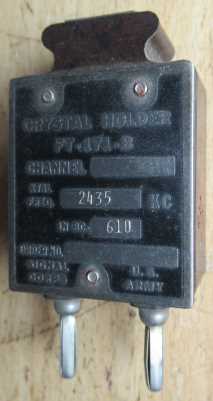 CRYSTAL HOLDER
FT-171-B
CHANNEL
XTAL FREQ. 2435 KC
IN BC- 610
ORDER NO.
SIGNAL CORPS U.S. ARMY